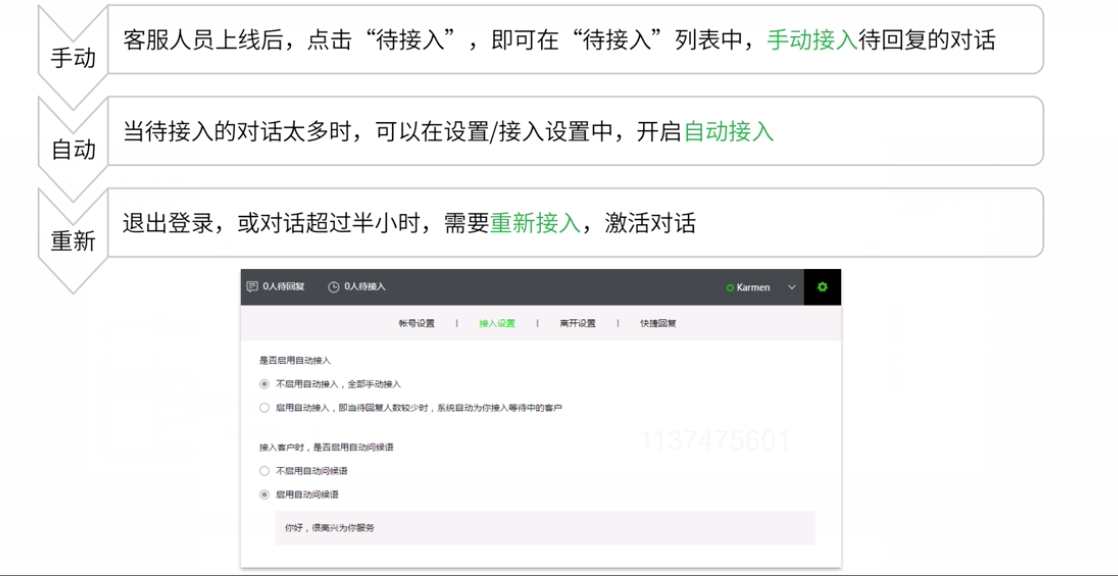 手动
客服人员上线后，点击“待接入”，即可在“待接入”列表中，手动接入待回复的对话
自动
当待接入的对话太多时，可以在设置/接入设置中，开启自动接入
重新
退出登录，或对话超过半小时，需要重新接入，激活对话
0人待回复 0人待接入 Karmen
帐号设置 | 接入设置 | 离开设置 | 快捷回复
是否启用自动接入
不启用自动接入，全部手动接入
启用自动接入，即当待回复人数较少时，系统自动为你接入等待中的客户
接入客户时，是否启用自动问候语
1137475601
不启用自动问候语
启用自动问候语
你好，很高兴为你服务